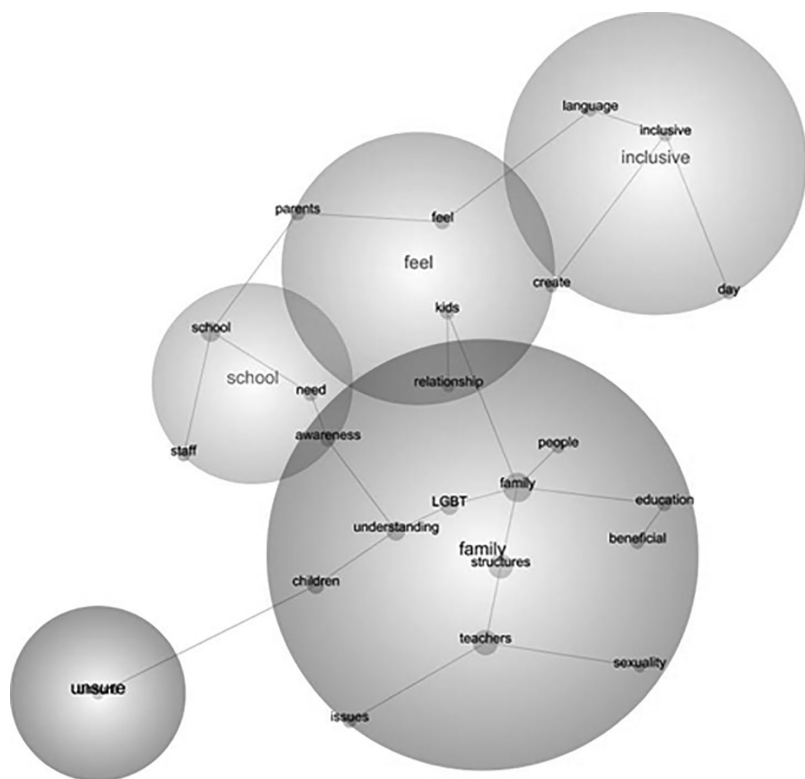 language
inclusive
inclusive
parents
feel
feel
create
day
kids
school
school
need
relationship
awareness
staff
people
family
LGBT
education
understanding
beneficial
family
structures
children
teachers
sexuality
unsure
issues